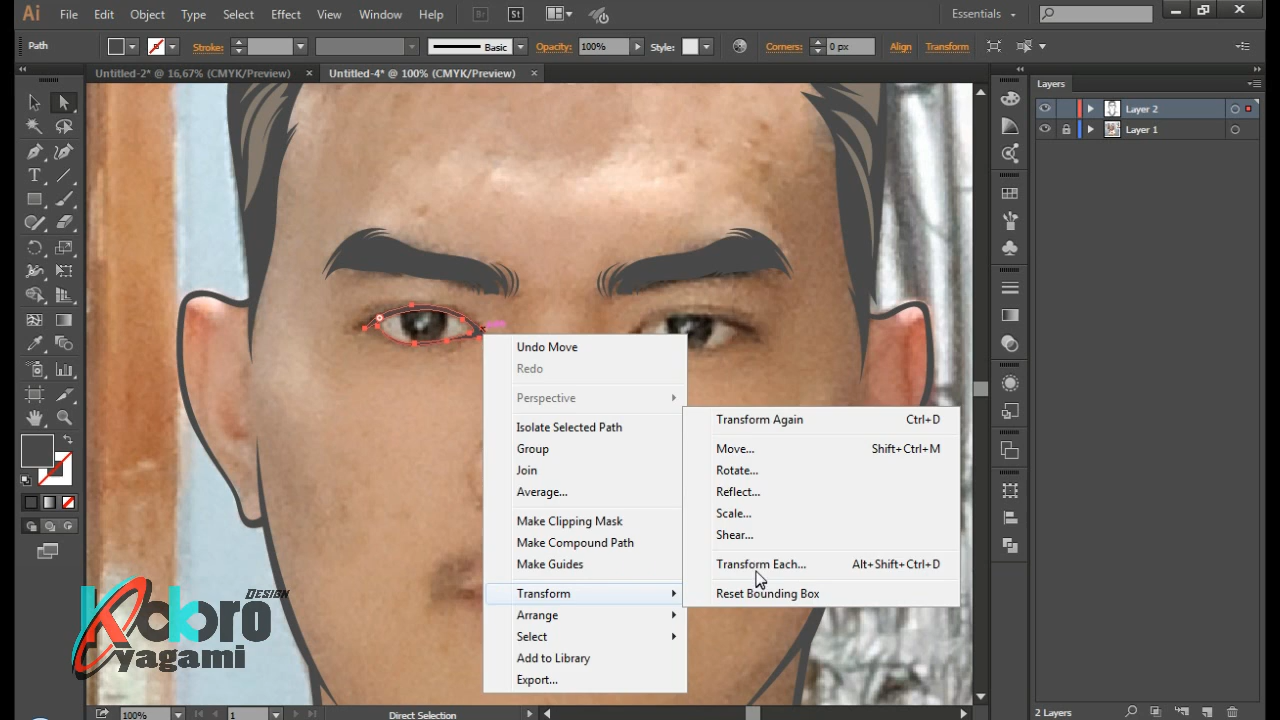 Ai File Edit Object Type Select Effect View Window Help Br St Essentials
Path Stroke: Basic Opacity: 100% Style: Corners: 0 px Align Transform
Untitled-2* @ 16,67% (CMYK/Preview) × Untitled-4* @ 100% (CMYK/Preview) ×
Layers
Layer 2
Layer 1
Undo Move
Redo
Perspective
Isolate Selected Path
Group
Join
Average...
Make Clipping Mask
Make Compound Path
Make Guides
Transform
Arrange
Select
Add to Library
Export...
Transform Again Ctrl+D
Move... Shift+Ctrl+M
Rotate...
Reflect...
Scale...
Shear...
Transform Each... Alt+Shift+Ctrl+D
Reset Bounding Box
DESIGN
Kokoro
yagami
100% 1 Direct Selection
2 Layers